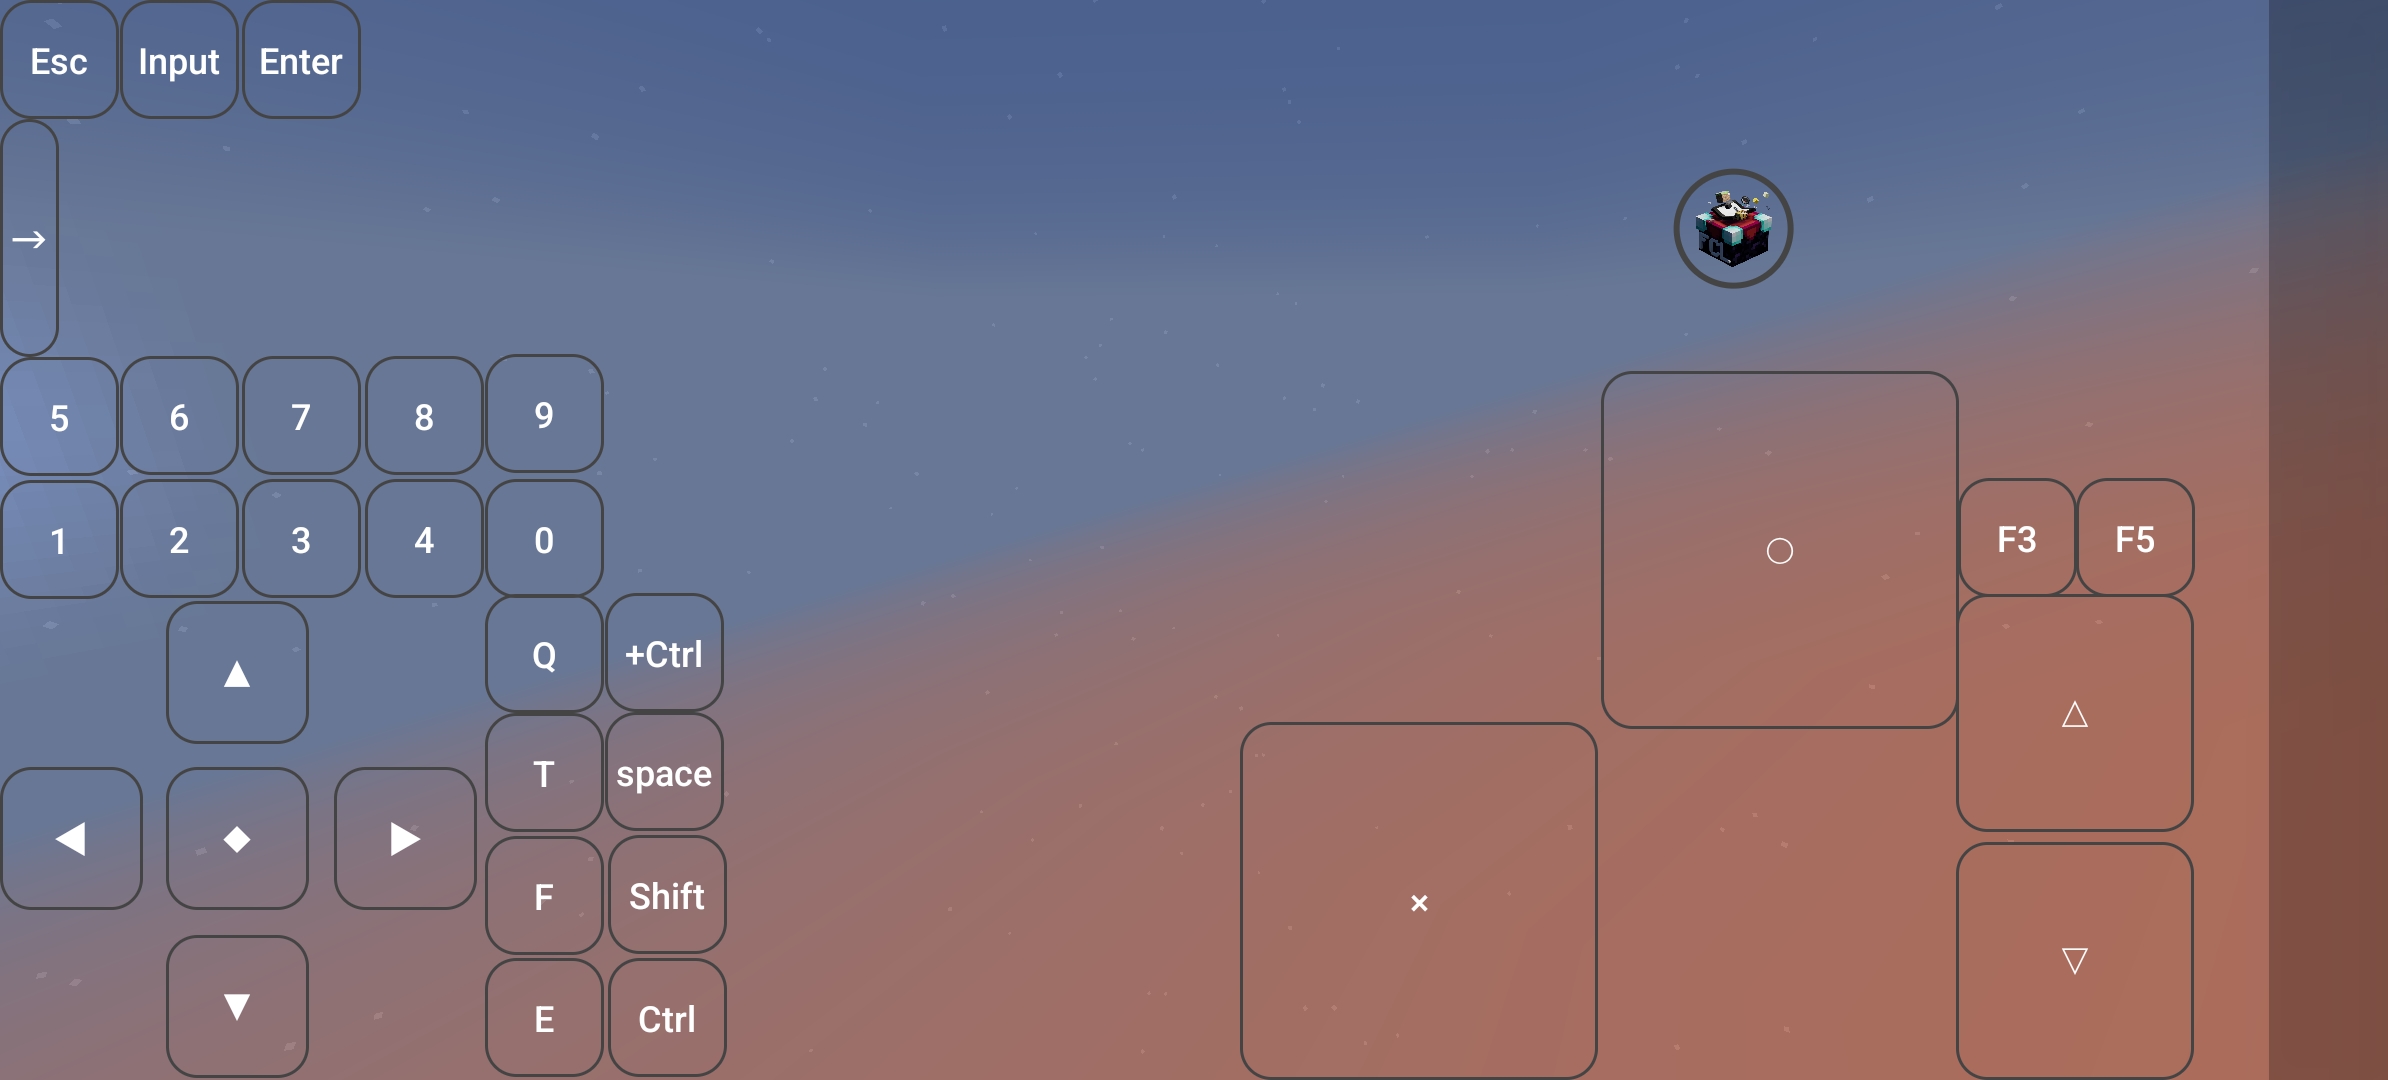 Esc Input Enter
→
5 6 7 8 9
1 2 3 4 0
F3 F5
▲ Q +Ctrl
○
△
T space
◀ ◆ ▶
F Shift
×
▽
▼ E Ctrl
FCL